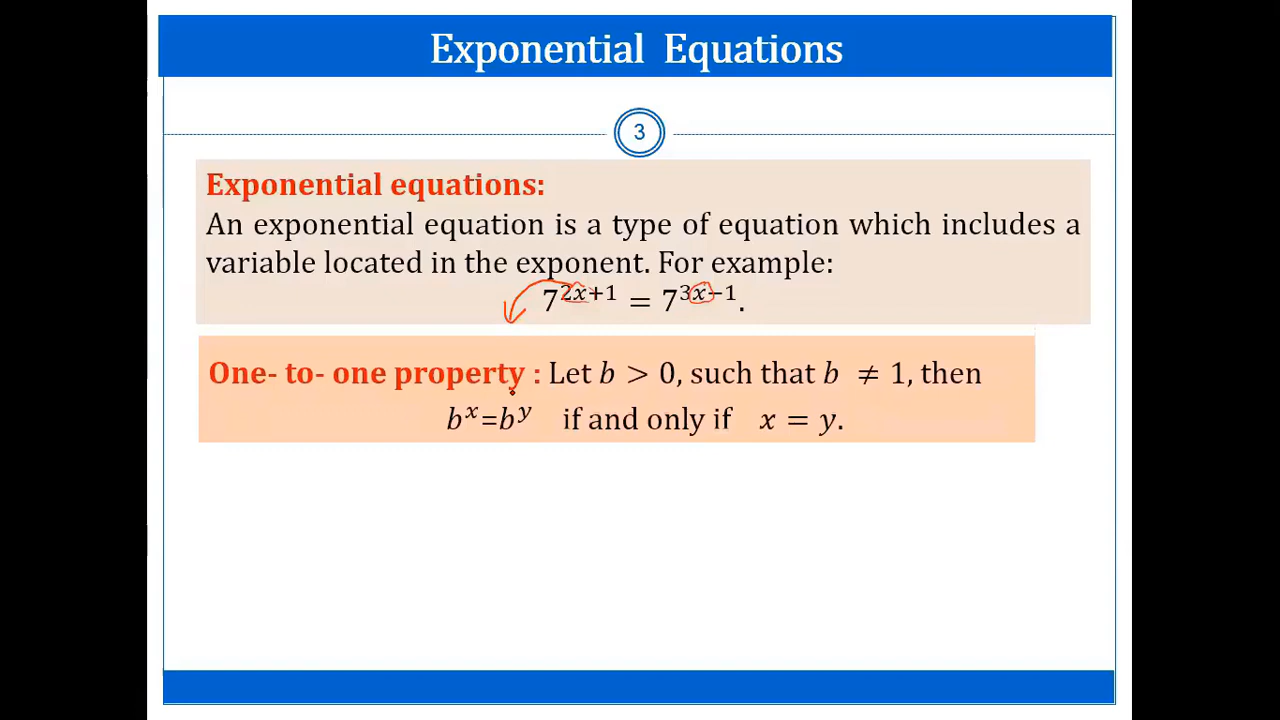 Exponential Equations
3
Exponential equations:
An exponential equation is a type of equation which includes a
variable located in the exponent. For example:
7^{2x+1} = 7^{3x−1}.
One- to- one property : Let b > 0, such that b ≠ 1, then
b^x=b^y if and only if x = y.